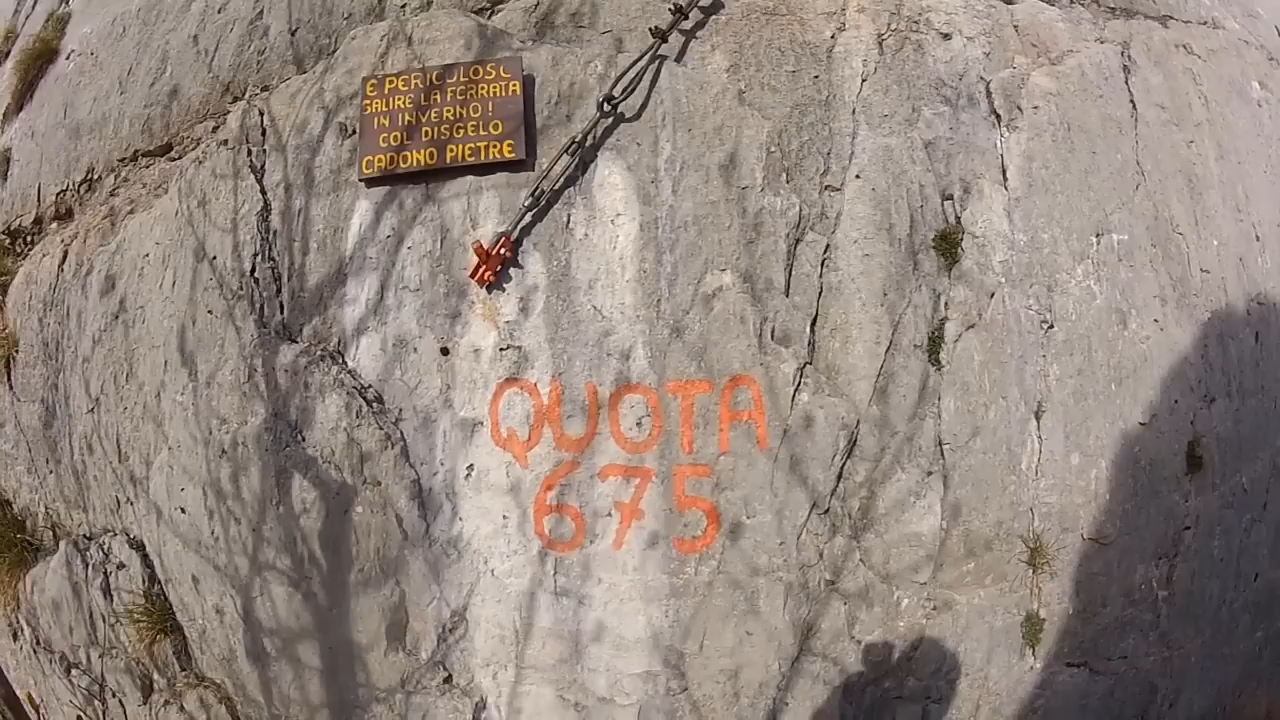 E PERICOLOSO
SALIRE LA FERRATA
IN INVERNO!
COL DISGELO
CADONO PIETRE
QUOTA
675